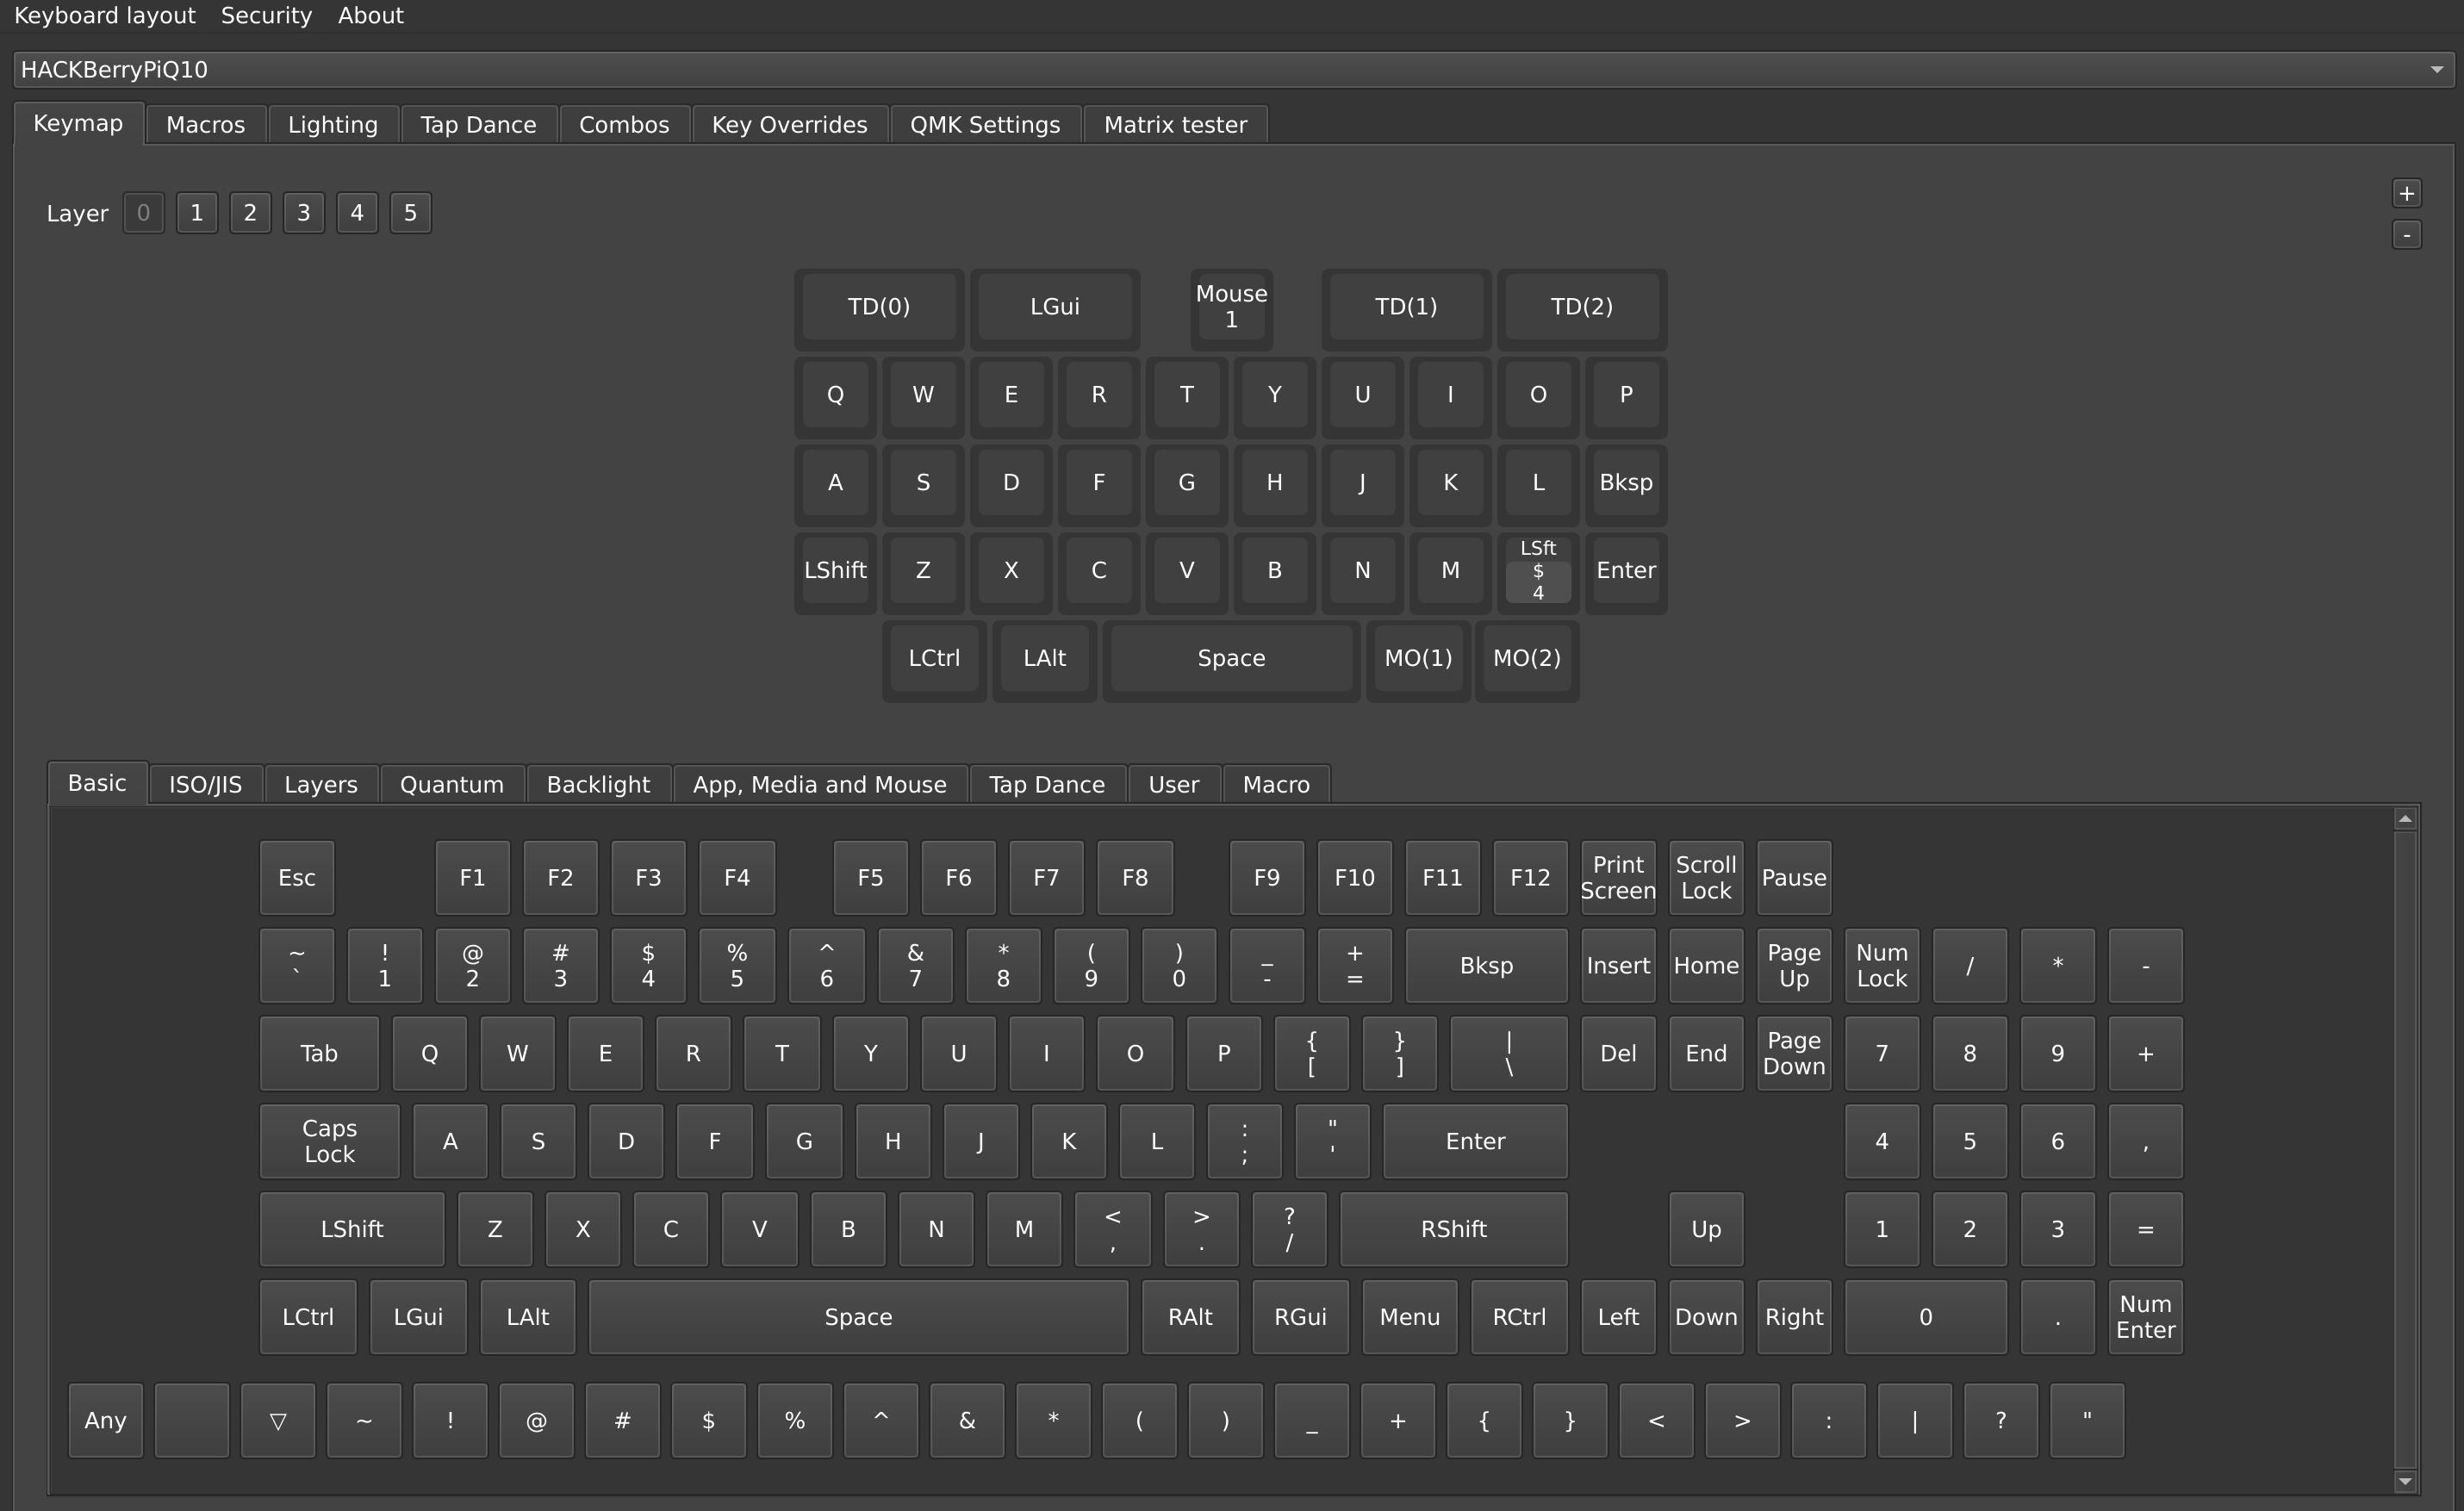 Keyboard layout Security About
HACKBerryPiQ10
Keymap Macros Lighting Tap Dance Combos Key Overrides QMK Settings Matrix tester
Layer 0 1 2 3 4 5
+
-
TD(0) LGui Mouse 1 TD(1) TD(2)
Q W E R T Y U I O P
A S D F G H J K L Bksp
LShift Z X C V B N M LSft $ 4 Enter
LCtrl LAlt Space MO(1) MO(2)
Basic ISO/JIS Layers Quantum Backlight App, Media and Mouse Tap Dance User Macro
Esc F1 F2 F3 F4 F5 F6 F7 F8 F9 F10 F11 F12 Print Screen Scroll Lock Pause
~ ` ! 1 @ 2 # 3 $ 4 % 5 ^ 6 & 7 * 8 ( 9 ) 0 _ - + = Bksp Insert Home Page Up Num Lock / * -
Tab Q W E R T Y U I O P { [ } ] | \ Del End Page Down 7 8 9 +
Caps Lock A S D F G H J K L : ; " ' Enter 4 5 6 ,
LShift Z X C V B N M < , > . ? / RShift Up 1 2 3 =
LCtrl LGui LAlt Space RAlt RGui Menu RCtrl Left Down Right 0 . Num Enter
Any ▽ ~ ! @ # $ % ^ & * ( ) _ + { } < > : | ? "